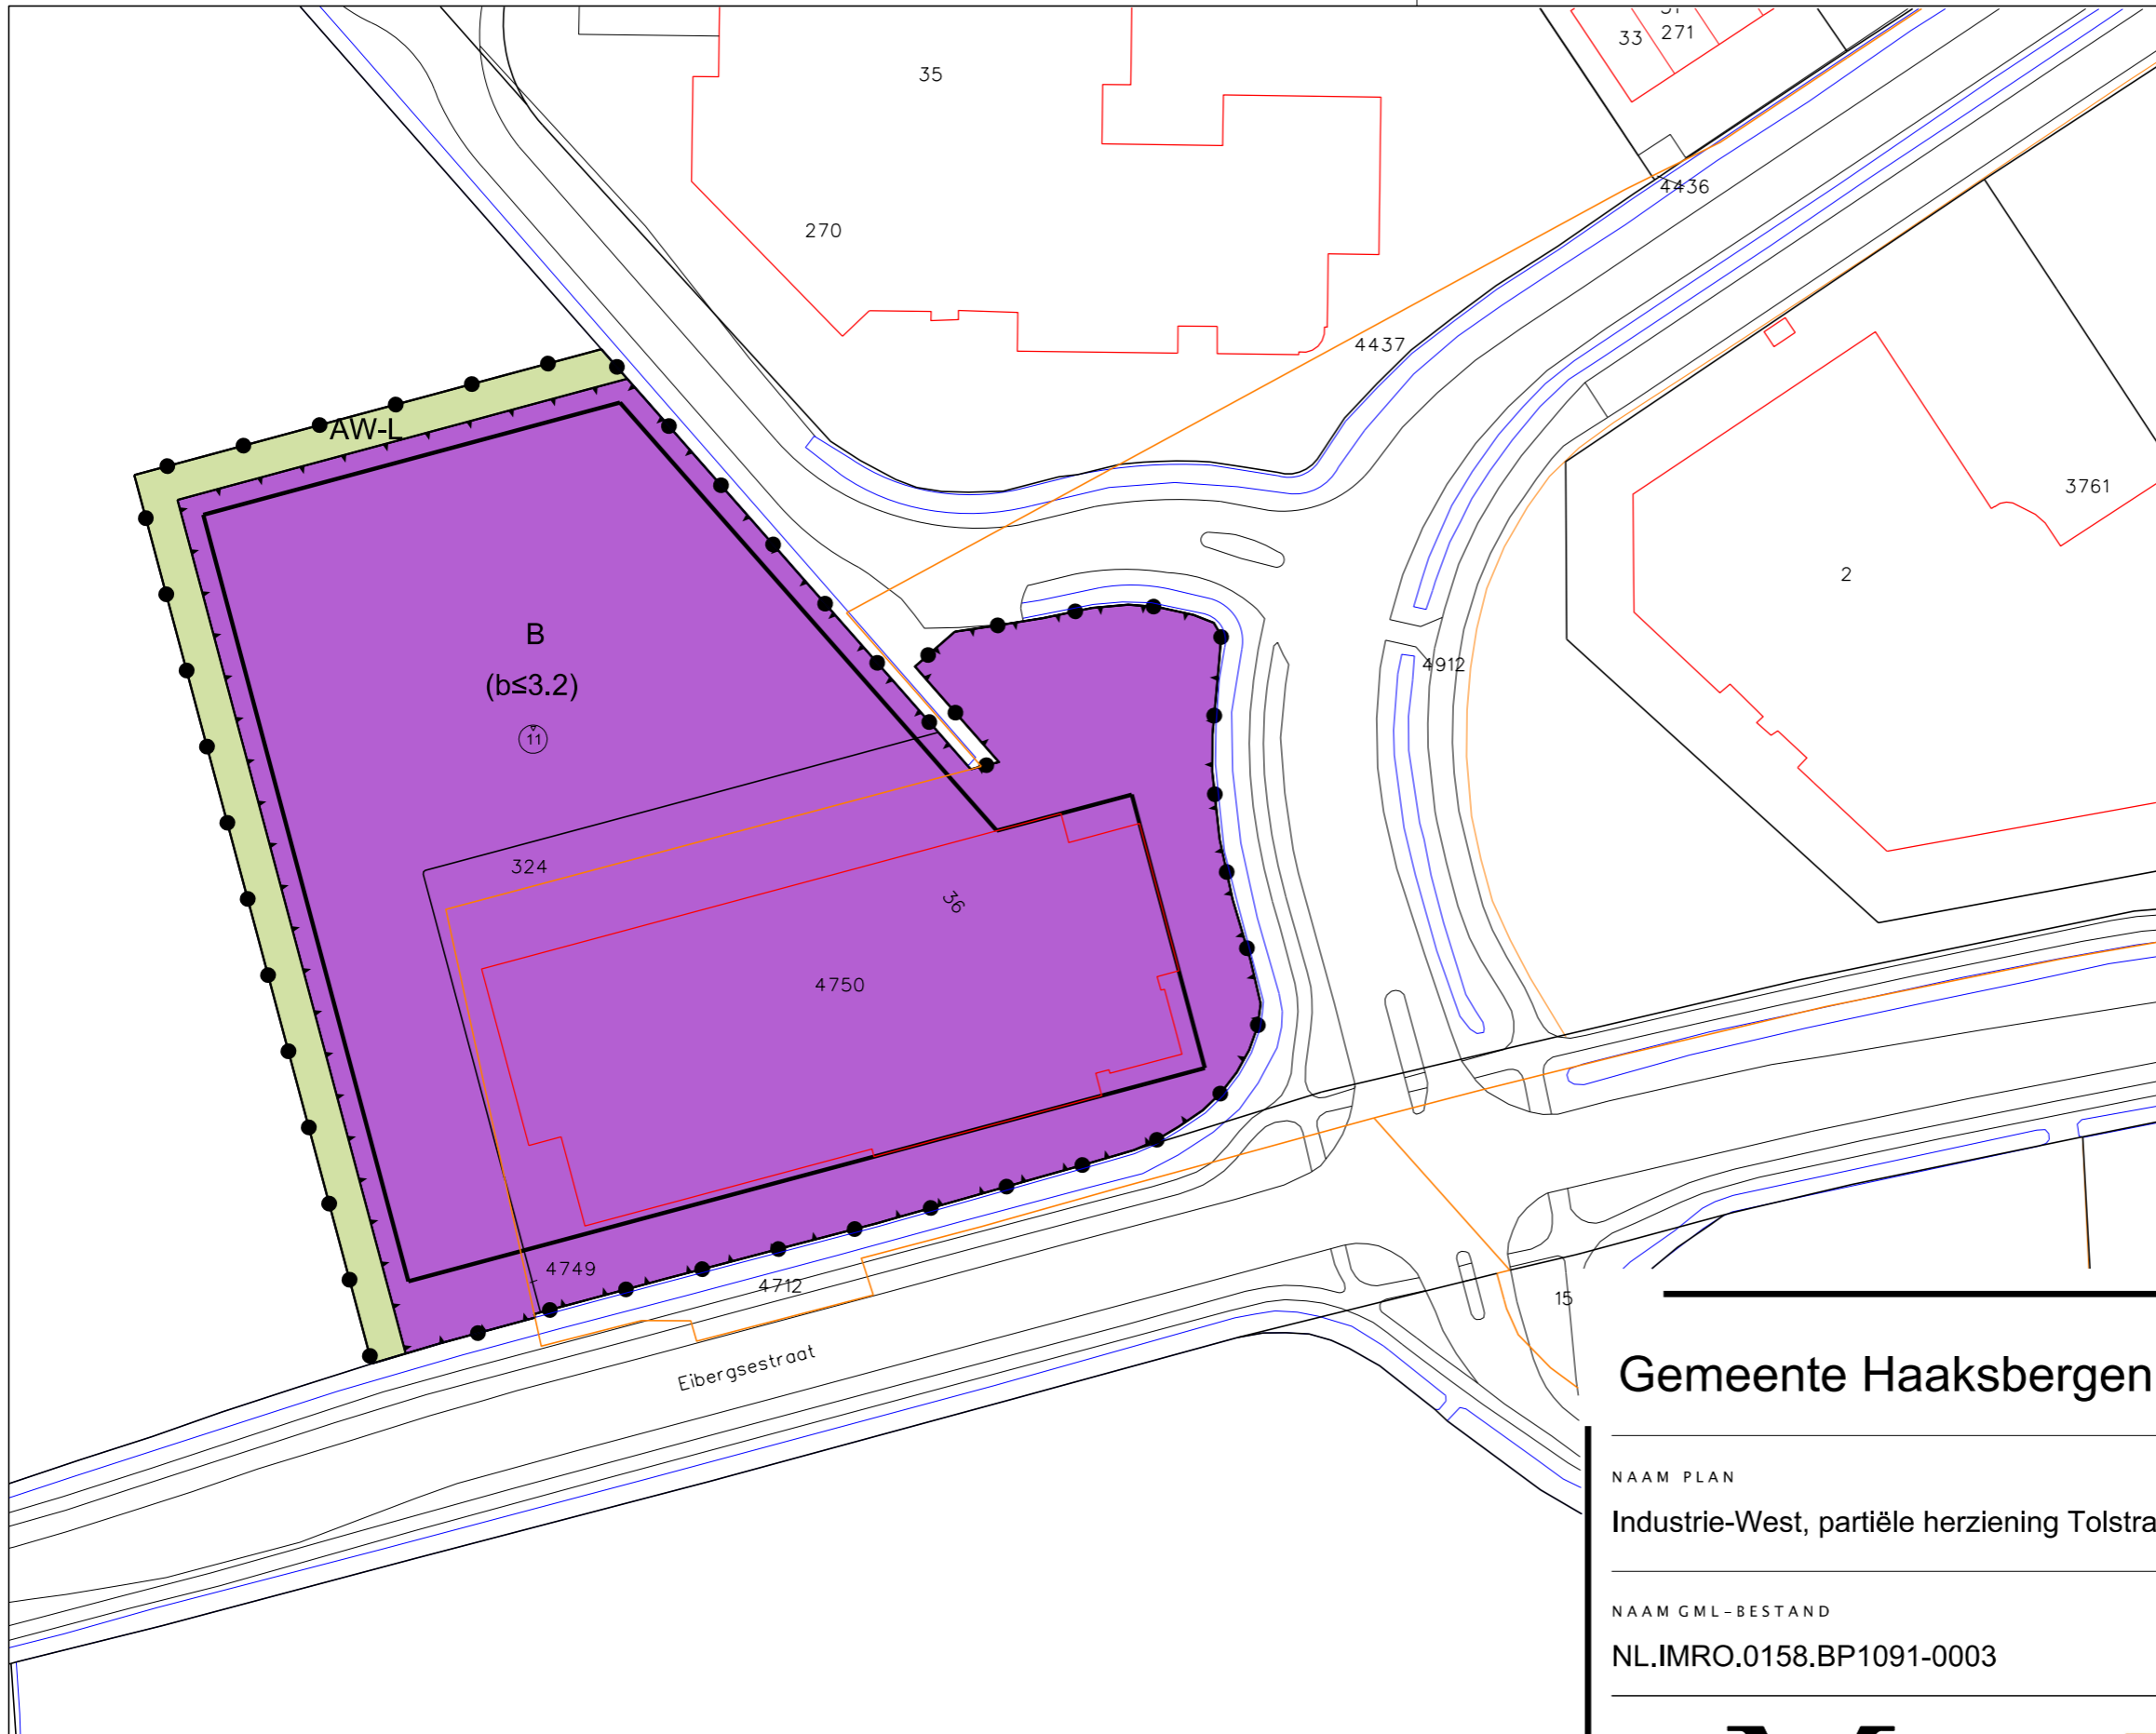 33
271
35
4436
270
4437
AW-L
3761
2
B
4912
(b≤3.2)
11
324
36
4750
4749
4712
15
Eibergsestraat
Gemeente Haaksbergen
NAAM PLAN
Industrie-West, partiële herziening
NAAM GML-BESTAND
NL.IMRO.0158.BP1091-0003